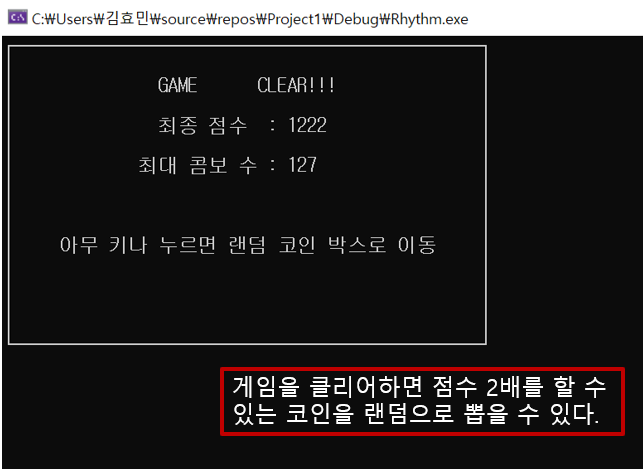 C:\Users\김효민\source\repos\Project1\Debug\Rhythm.exe
GAME CLEAR!!!
최종 점수 : 1222
최대 콤보 수 : 127
아무 키나 누르면 랜덤 코인 박스로 이동
게임을 클리어하면 점수 2배를 할 수
있는 코인을 랜덤으로 뽑을 수 있다.